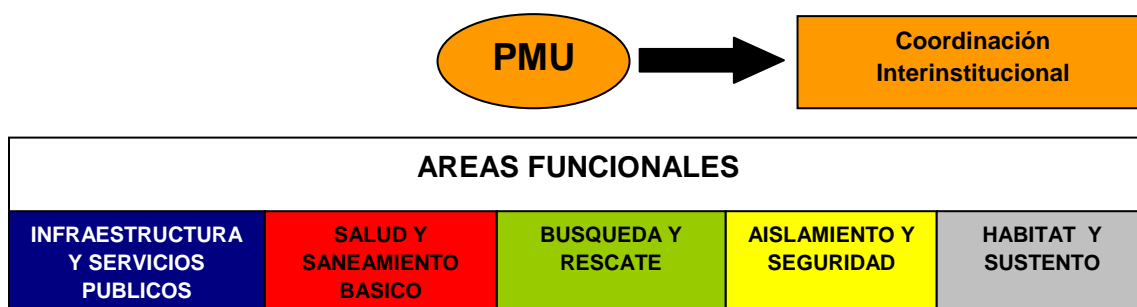 PMU
Coordinación
Interinstitucional
AREAS FUNCIONALES
INFRAESTRUCTURA
Y SERVICIOS
PUBLICOS
SALUD Y
SANEAMIENTO
BASICO
BUSQUEDA Y
RESCATE
AISLAMIENTO Y
SEGURIDAD
HABITAT Y
SUSTENTO